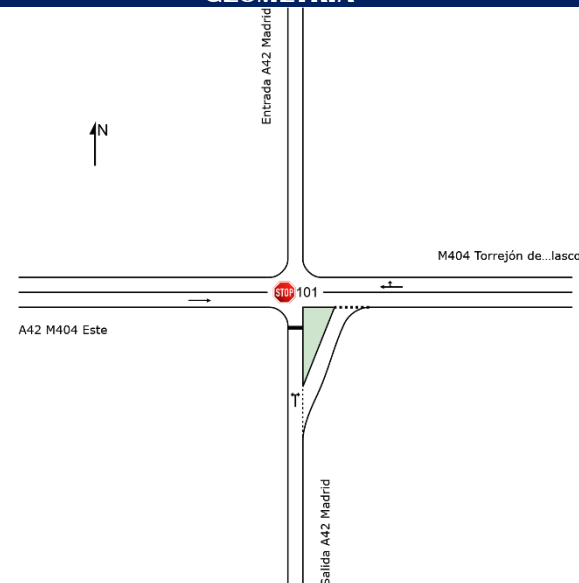 GEOMETRÍA
Entrada A42 Madrid
N
M404 Torrejón de...lasco
STOP 101
A42 M404 Este
Salida A42 Madrid